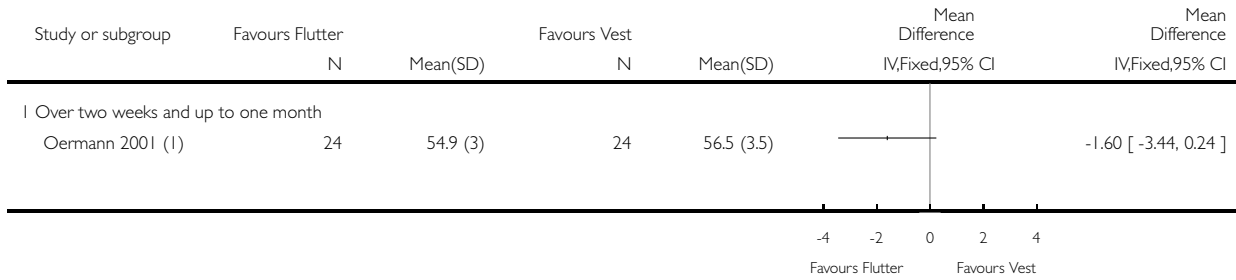 Study or subgroup Favours Flutter Favours Vest Mean Difference Mean Difference
N Mean(SD) N Mean(SD) IV,Fixed,95% CI IV,Fixed,95% CI
1 Over two weeks and up to one month
Oermann 2001 (1) 24 54.9 (3) 24 56.5 (3.5) -1.60 [ -3.44, 0.24 ]
-4 -2 0 2 4
Favours Flutter Favours Vest